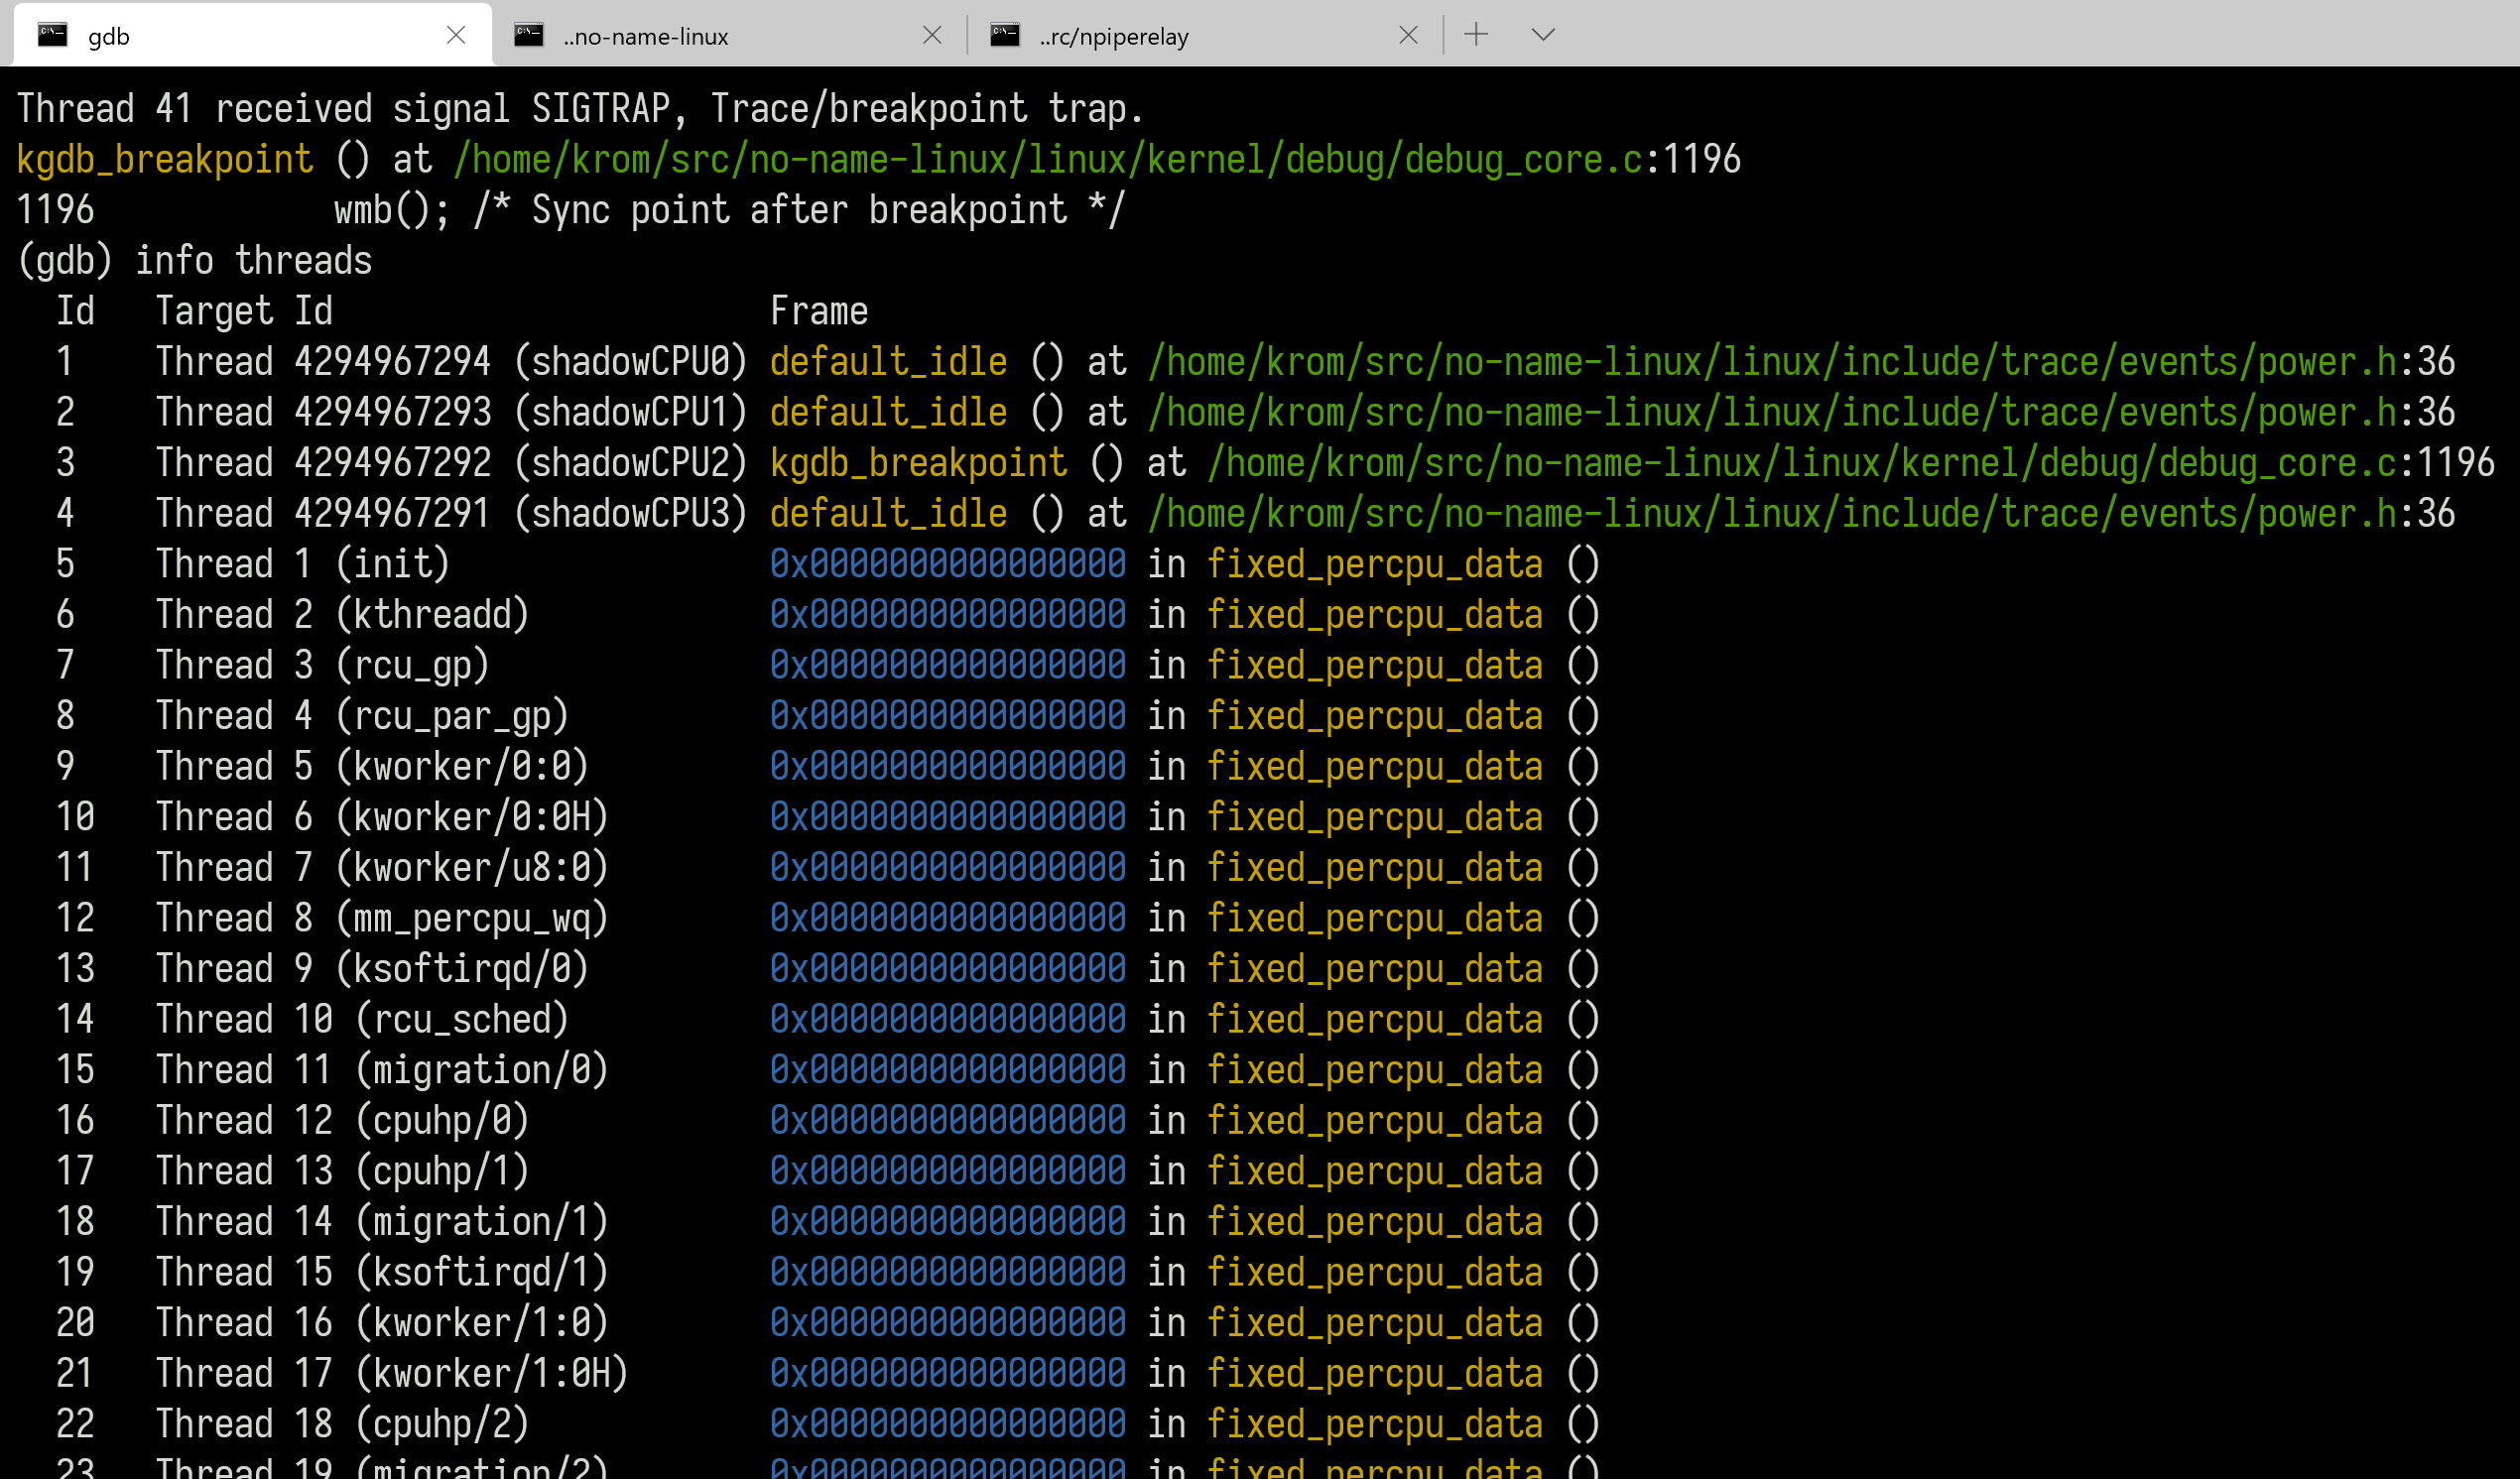 gdb ..no-name-linux ..rc/npiperelay
Thread 41 received signal SIGTRAP, Trace/breakpoint trap.
kgdb_breakpoint () at /home/krom/src/no-name-linux/linux/kernel/debug/debug_core.c:1196
1196            wmb(); /* Sync point after breakpoint */
(gdb) info threads
  Id   Target Id                      Frame
  1    Thread 4294967294 (shadowCPU0) default_idle () at /home/krom/src/no-name-linux/linux/include/trace/events/power.h:36
  2    Thread 4294967293 (shadowCPU1) default_idle () at /home/krom/src/no-name-linux/linux/include/trace/events/power.h:36
  3    Thread 4294967292 (shadowCPU2) kgdb_breakpoint () at /home/krom/src/no-name-linux/linux/kernel/debug/debug_core.c:1196
  4    Thread 4294967291 (shadowCPU3) default_idle () at /home/krom/src/no-name-linux/linux/include/trace/events/power.h:36
  5    Thread 1 (init)                0x0000000000000000 in fixed_percpu_data ()
  6    Thread 2 (kthreadd)            0x0000000000000000 in fixed_percpu_data ()
  7    Thread 3 (rcu_gp)              0x0000000000000000 in fixed_percpu_data ()
  8    Thread 4 (rcu_par_gp)          0x0000000000000000 in fixed_percpu_data ()
  9    Thread 5 (kworker/0:0)         0x0000000000000000 in fixed_percpu_data ()
  10   Thread 6 (kworker/0:0H)        0x0000000000000000 in fixed_percpu_data ()
  11   Thread 7 (kworker/u8:0)        0x0000000000000000 in fixed_percpu_data ()
  12   Thread 8 (mm_percpu_wq)        0x0000000000000000 in fixed_percpu_data ()
  13   Thread 9 (ksoftirqd/0)         0x0000000000000000 in fixed_percpu_data ()
  14   Thread 10 (rcu_sched)          0x0000000000000000 in fixed_percpu_data ()
  15   Thread 11 (migration/0)        0x0000000000000000 in fixed_percpu_data ()
  16   Thread 12 (cpuhp/0)            0x0000000000000000 in fixed_percpu_data ()
  17   Thread 13 (cpuhp/1)            0x0000000000000000 in fixed_percpu_data ()
  18   Thread 14 (migration/1)        0x0000000000000000 in fixed_percpu_data ()
  19   Thread 15 (ksoftirqd/1)        0x0000000000000000 in fixed_percpu_data ()
  20   Thread 16 (kworker/1:0)        0x0000000000000000 in fixed_percpu_data ()
  21   Thread 17 (kworker/1:0H)       0x0000000000000000 in fixed_percpu_data ()
  22   Thread 18 (cpuhp/2)            0x0000000000000000 in fixed_percpu_data ()
  23   Thread 19 (migration/2)        0x0000000000000000 in fixed_percpu_data ()